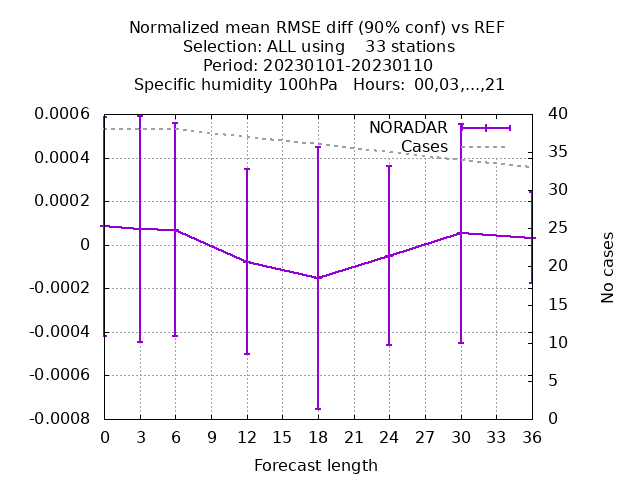 Normalized mean RMSE diff (90% conf) vs REF
Selection: ALL using    33 stations
Period: 20230101-20230110
Specific humidity 100hPa   Hours: 00,03,...,21
NORADAR
Cases
0.0006
0.0004
0.0002
0
-0.0002
-0.0004
-0.0006
-0.0008
40
35
30
25
20
15
10
5
0
No cases
0 3 6 9 12 15 18 21 24 27 30 33 36
Forecast length